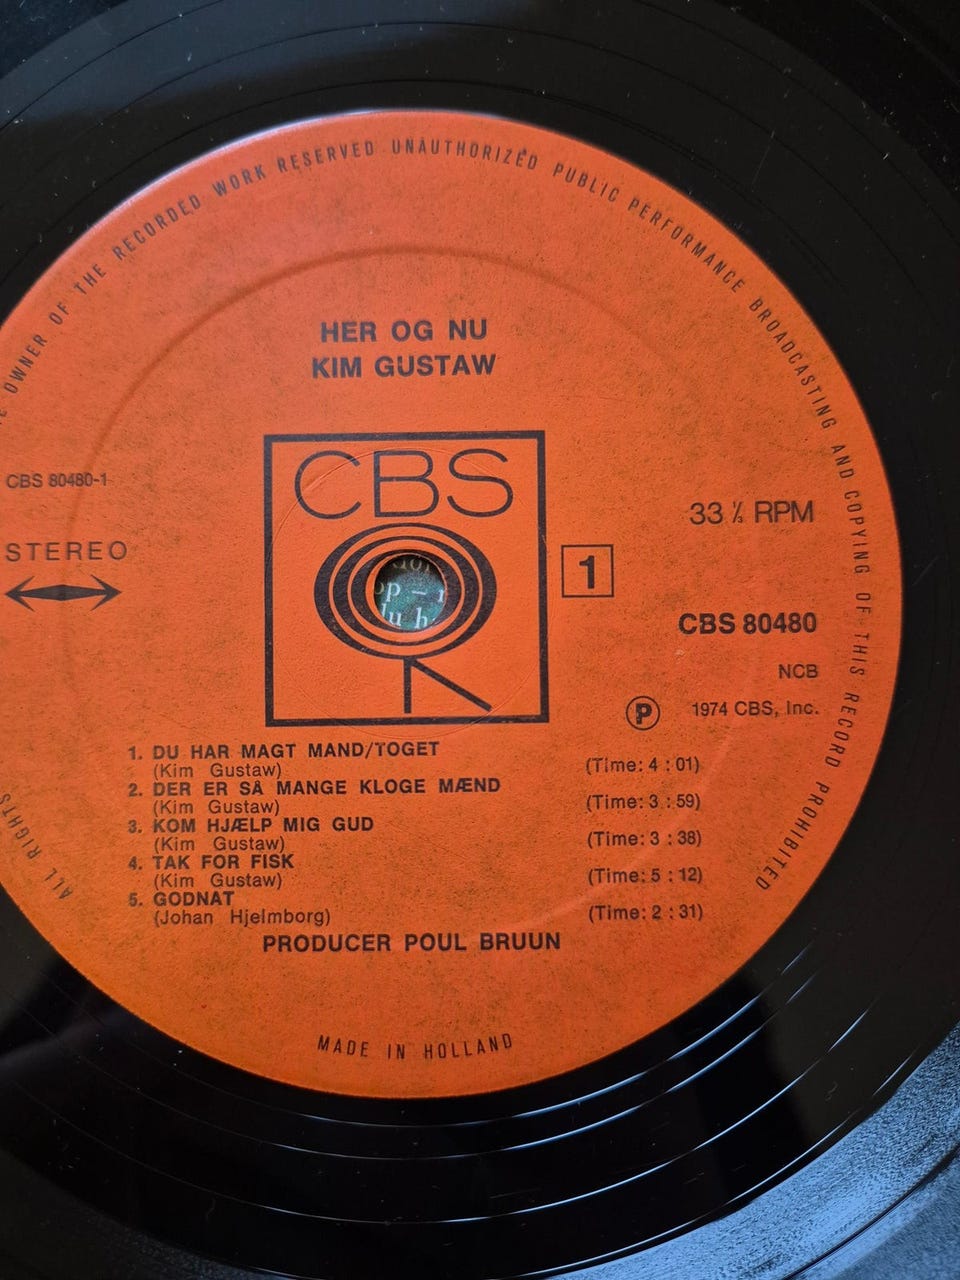 ALL RIGHTS
OWNER OF THE RECORDED WORK RESERVED UNAUTHORIZED PUBLIC PERFORMANCE BROADCASTING AND COPYING OF THIS RECORD PROHIBITED
HER OG NU
KIM GUSTAW
CBS
CBS 80480-1
STEREO
33 ⅓ RPM
1
CBS 80480
NCB
Ⓟ 1974 CBS, Inc.
1. DU HAR MAGT MAND/TOGET
(Kim Gustaw) (Time: 4 : 01)
2. DER ER SÅ MANGE KLOGE MÆND
(Kim Gustaw) (Time: 3 : 59)
3. KOM HJÆLP MIG GUD
(Kim Gustaw) (Time: 3 : 38)
4. TAK FOR FISK
(Kim Gustaw) (Time: 5 : 12)
5. GODNAT
(Johan Hjelmborg) (Time: 2 : 31)
PRODUCER POUL BRUUN
MADE IN HOLLAND